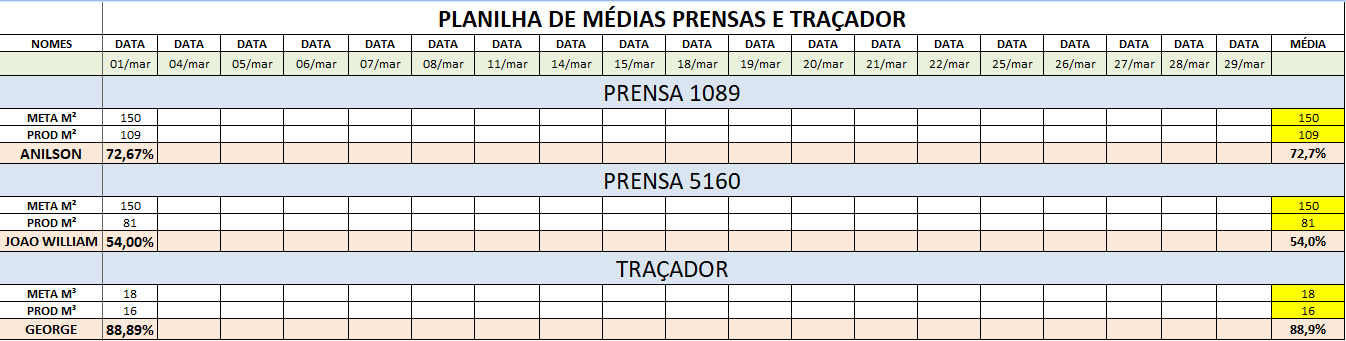 PLANILHA DE MÉDIAS PRENSAS E TRAÇADOR
NOMES DATA DATA DATA DATA DATA DATA DATA DATA DATA DATA DATA DATA DATA DATA DATA DATA DATA DATA MÉDIA
01/mar 04/mar 05/mar 06/mar 07/mar 08/mar 11/mar 14/mar 15/mar 18/mar 19/mar 20/mar 21/mar 22/mar 25/mar 26/mar 27/mar 28/mar 29/mar
PRENSA 1089
META M² 150 150
PROD M² 109 109
ANILSON 72,67% 72,7%
PRENSA 5160
META M² 150 150
PROD M² 81 81
JOAO WILLIAM 54,00% 54,0%
TRAÇADOR
META M³ 18 18
PROD M³ 16 16
GEORGE 88,89% 88,9%